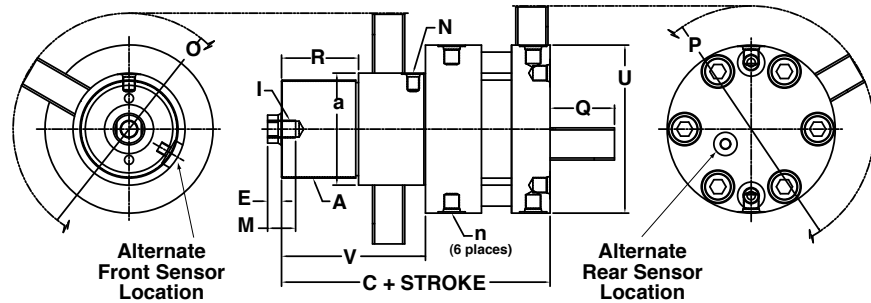 O
R
N
I
a
E
M
A
V
n
(6 places)
C + STROKE
Q
U
P
Alternate
Front Sensor
Location
Alternate
Rear Sensor
Location